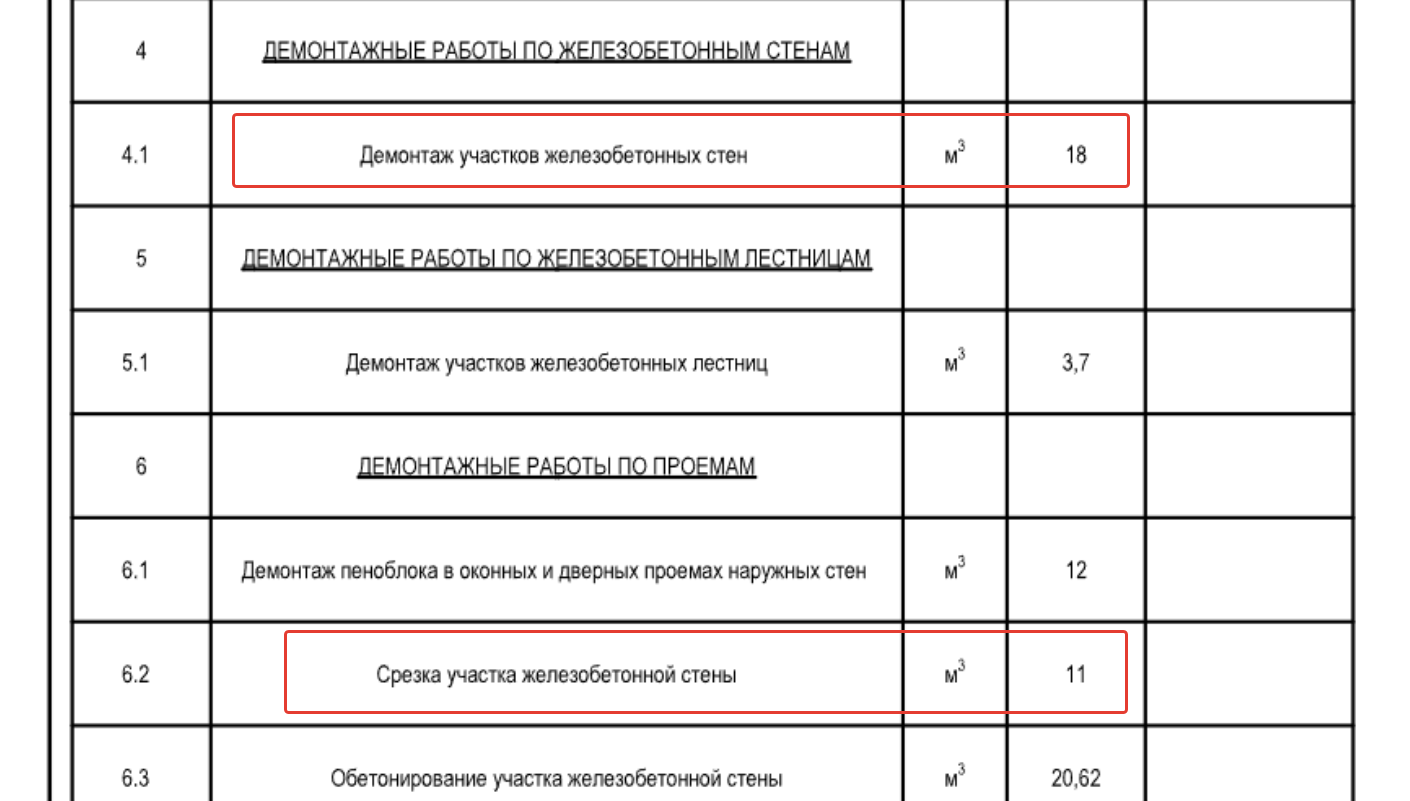 4 ДЕМОНТАЖНЫЕ РАБОТЫ ПО ЖЕЛЕЗОБЕТОННЫМ СТЕНАМ
4.1 Демонтаж участков железобетонных стен м³ 18
5 ДЕМОНТАЖНЫЕ РАБОТЫ ПО ЖЕЛЕЗОБЕТОННЫМ ЛЕСТНИЦАМ
5.1 Демонтаж участков железобетонных лестниц м³ 3,7
6 ДЕМОНТАЖНЫЕ РАБОТЫ ПО ПРОЕМАМ
6.1 Демонтаж пеноблока в оконных и дверных проемах наружных стен м³ 12
6.2 Срезка участка железобетонной стены м³ 11
6.3 Обетонирование участка железобетонной стены м³ 20,62